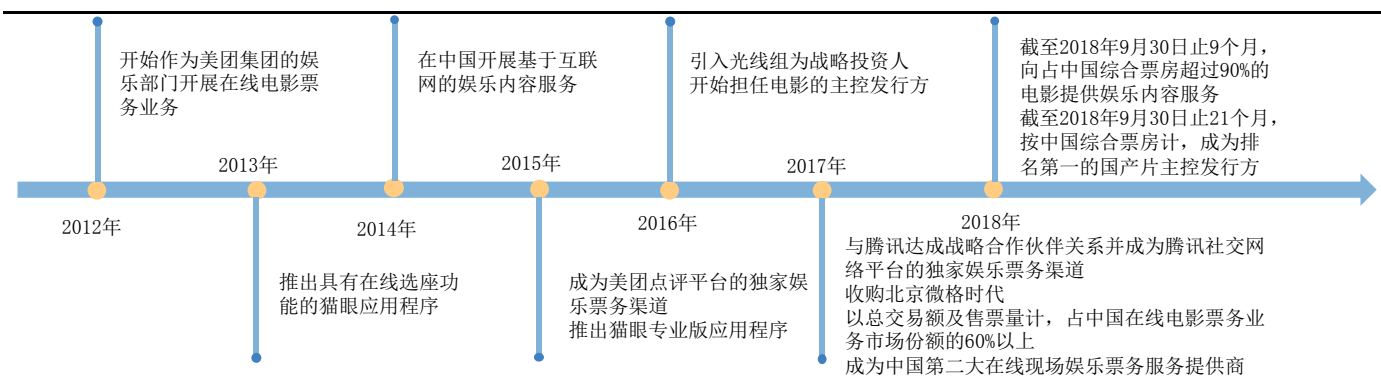 开始作为美团集团的娱
乐部门开展在线电影票
务业务
2012年
2013年
推出具有在线选座功
能的猫眼应用程序
在中国开展基于互联
网的娱乐内容服务
2014年
2015年
成为美团点评平台的独家娱
乐票务渠道
推出猫眼专业版应用程序
引入光线组为战略投资人
开始担任电影的主控发行方
2016年
2017年
与腾讯达成战略合作伙伴关系并成为腾讯社交网
络平台的独家娱乐票务渠道
收购北京微格时代
以总交易额及售票量计，占中国在线电影票务业
务市场份额的60%以上
成为中国第二大在线现场娱乐票务服务提供商
截至2018年9月30日止9个月，
向占中国综合票房超过90%的
电影提供娱乐内容服务
截至2018年9月30日止21个月，
按中国综合票房计，成为排
名第一的国产片主控发行方
2018年